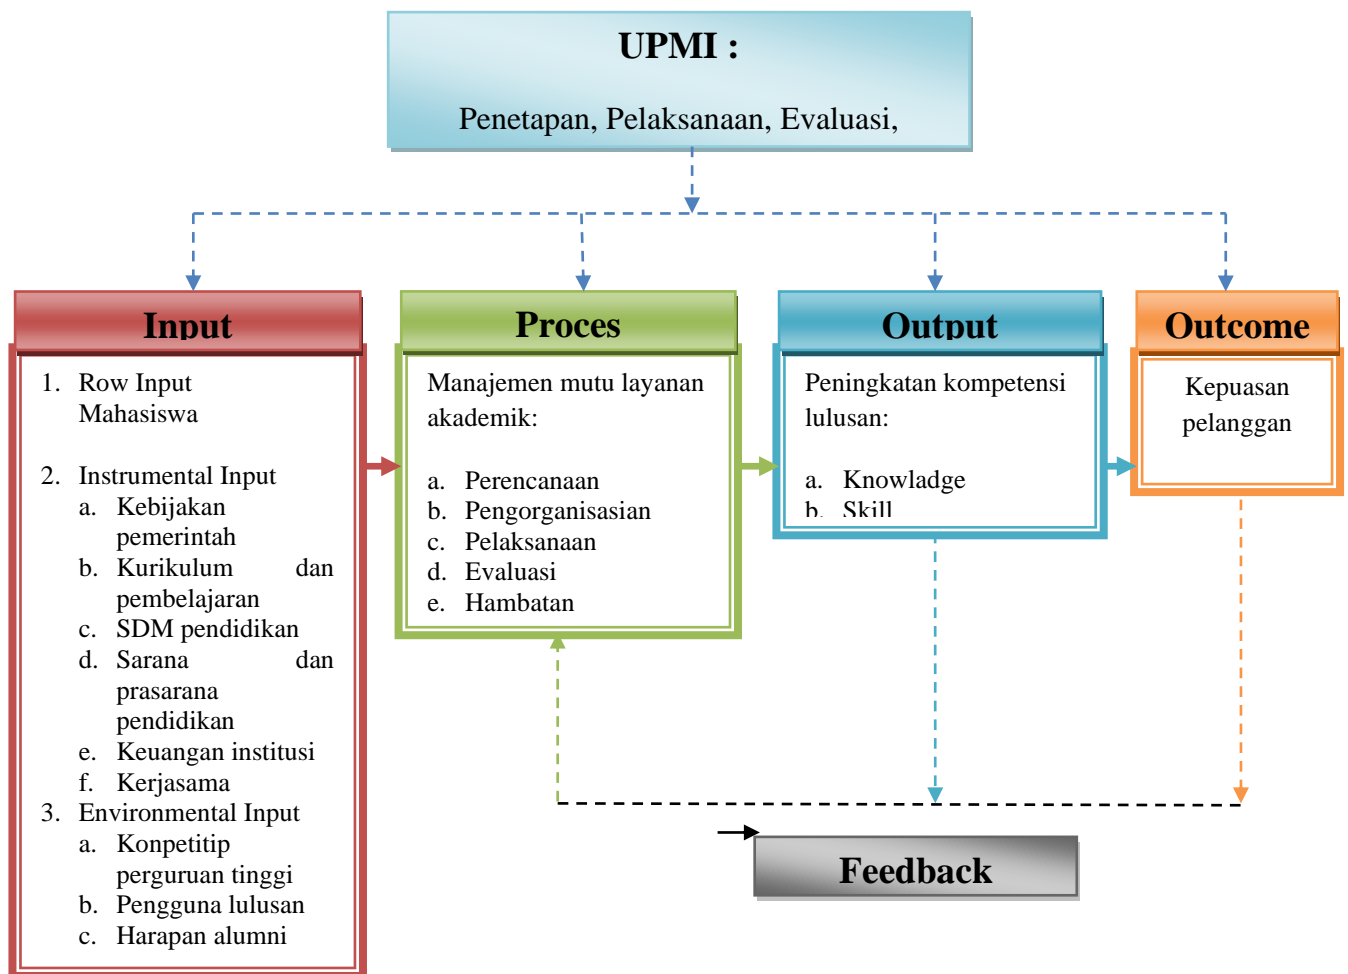 UPMI :
Penetapan, Pelaksanaan, Evaluasi,
Input
1. Row Input
Mahasiswa
2. Instrumental Input
a. Kebijakan
pemerintah
b. Kurikulum dan
pembelajaran
c. SDM pendidikan
d. Sarana dan
prasarana
pendidikan
e. Keuangan institusi
f. Kerjasama
3. Environmental Input
a. Konpetitip
perguruan tinggi
b. Pengguna lulusan
c. Harapan alumni
Proces
Manajemen mutu layanan
akademik:
a. Perencanaan
b. Pengorganisasian
c. Pelaksanaan
d. Evaluasi
e. Hambatan
Output
Peningkatan kompetensi
lulusan:
a. Knowladge
b. Skill
Outcome
Kepuasan
pelanggan
Feedback